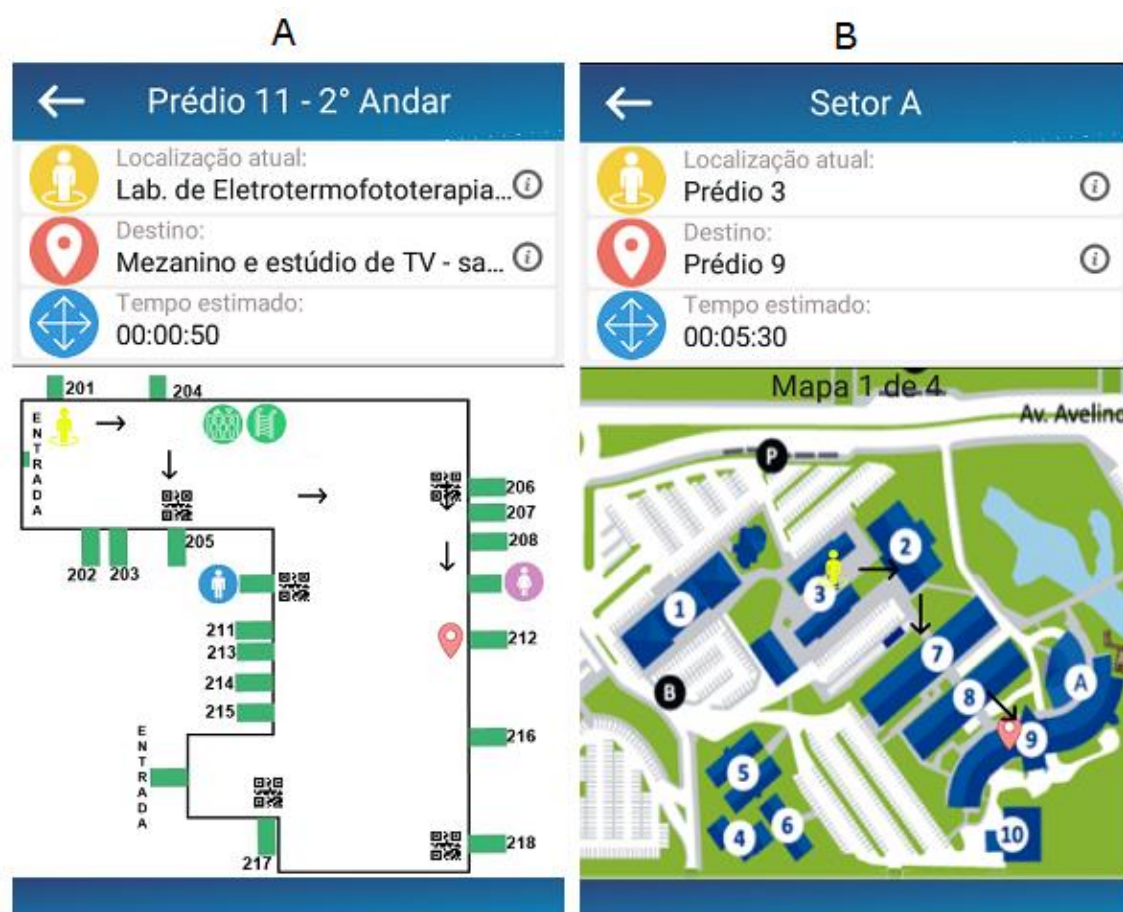 A
B
Prédio 11 - 2° Andar
Localização atual:
Lab. de Eletrotermofototerapia...
Destino:
Mezanino e estúdio de TV - sa...
Tempo estimado:
00:00:50
201
204
ENTRADA
206
207
208
202
203
205
211
212
213
214
215
216
ENTRADA
217
218
Setor A
Localização atual:
Prédio 3
Destino:
Prédio 9
Tempo estimado:
00:05:30
Mapa 1 de 4
Av. Avelino
P
2
3
1
7
B
8
A
9
5
4
6
10